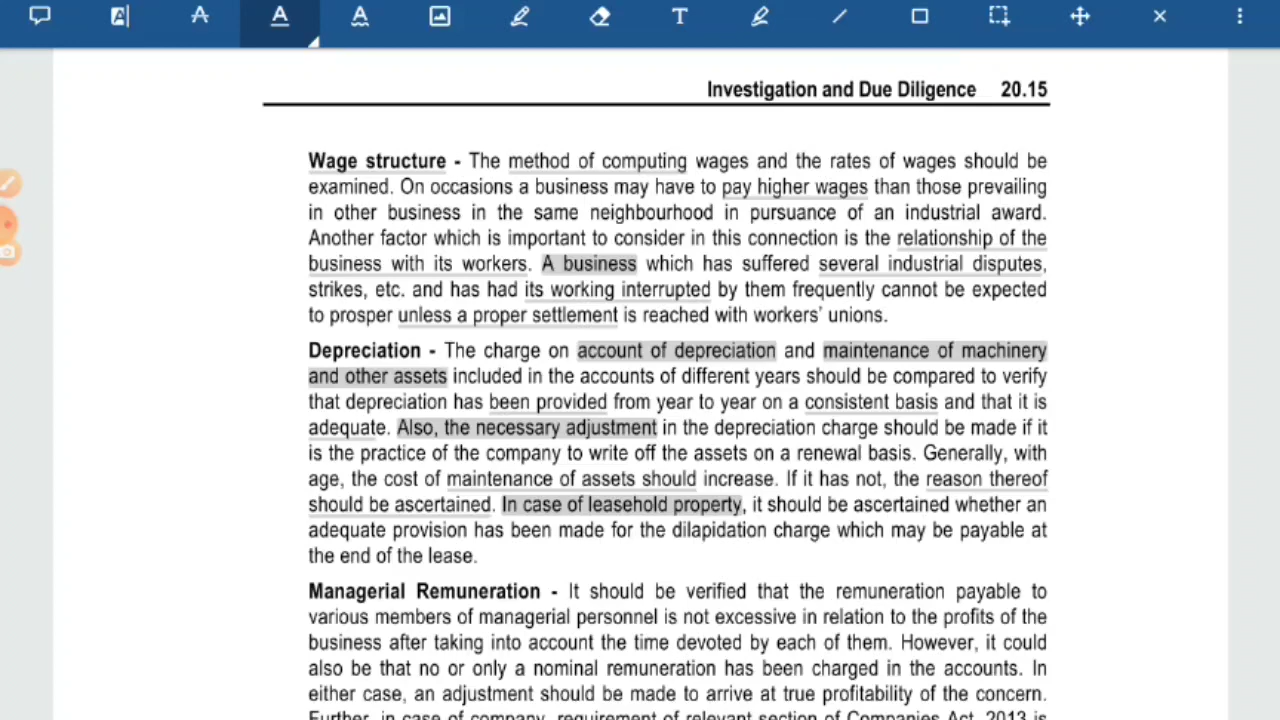 Investigation and Due Diligence 20.15
Wage structure - The method of computing wages and the rates of wages should be
examined. On occasions a business may have to pay higher wages than those prevailing
in other business in the same neighbourhood in pursuance of an industrial award.
Another factor which is important to consider in this connection is the relationship of the
business with its workers. A business which has suffered several industrial disputes,
strikes, etc. and has had its working interrupted by them frequently cannot be expected
to prosper unless a proper settlement is reached with workers' unions.
Depreciation - The charge on account of depreciation and maintenance of machinery
and other assets included in the accounts of different years should be compared to verify
that depreciation has been provided from year to year on a consistent basis and that it is
adequate. Also, the necessary adjustment in the depreciation charge should be made if it
is the practice of the company to write off the assets on a renewal basis. Generally, with
age, the cost of maintenance of assets should increase. If it has not, the reason thereof
should be ascertained. In case of leasehold property, it should be ascertained whether an
adequate provision has been made for the dilapidation charge which may be payable at
the end of the lease.
Managerial Remuneration - It should be verified that the remuneration payable to
various members of managerial personnel is not excessive in relation to the profits of the
business after taking into account the time devoted by each of them. However, it could
also be that no or only a nominal remuneration has been charged in the accounts. In
either case, an adjustment should be made to arrive at true profitability of the concern.
Further, in case of company, requirement of relevant section of Companies Act, 2013 is